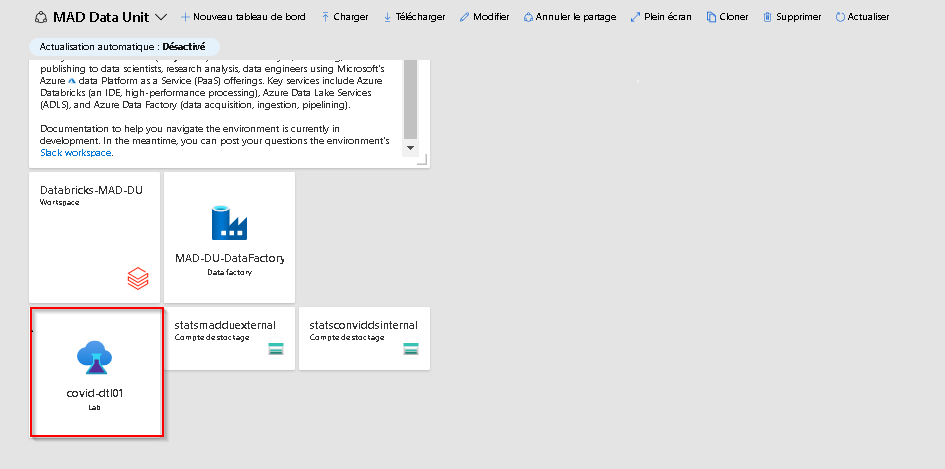 MAD Data Unit
Nouveau tableau de bord
Charger
Télécharger
Modifier
Annuler le partage
Plein écran
Cloner
Supprimer
Actualiser
Actualisation automatique : Désactivé
publishing to data scientists, research analysis, data engineers using Microsoft's
Azure data Platform as a Service (PaaS) offerings. Key services include Azure
Databricks (an IDE, high-performance processing), Azure Data Lake Services
(ADLS), and Azure Data Factory (data acquisition, ingestion, pipelining).
Documentation to help you navigate the environment is currently in
development. In the meantime, you can post your questions the environment's
Slack workspace.
Databricks-MAD-DU
Workspace
MAD-DU-DataFactory
Data factory
covid-dtl01
Lab
statsmadduexternal
Compte de stockage
statsconviddsinternal
Compte de stockage